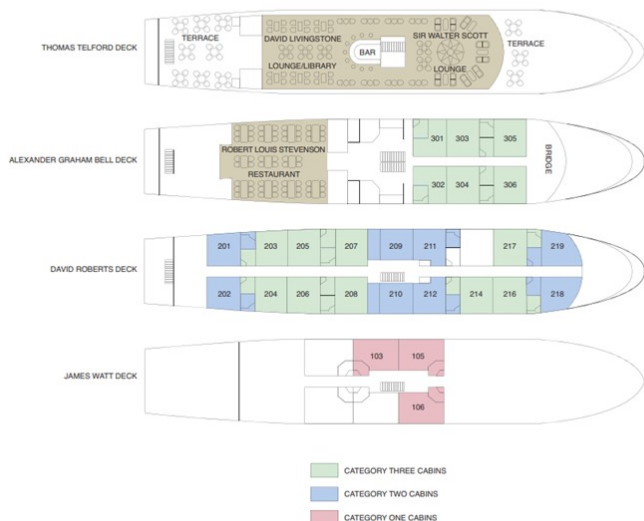 THOMAS TELFORD DECK
TERRACE
DAVID LIVINGSTONE
LOUNGE/LIBRARY
BAR
SIR WALTER SCOTT
LOUNGE
TERRACE
ALEXANDER GRAHAM BELL DECK
ROBERT LOUIS STEVENSON
RESTAURANT
301 303 305
302 304 306
BRIDGE
DAVID ROBERTS DECK
201 203 205 207 209 211 217 219
202 204 206 208 210 212 214 216 218
JAMES WATT DECK
103 105
106
CATEGORY THREE CABINS
CATEGORY TWO CABINS
CATEGORY ONE CABINS